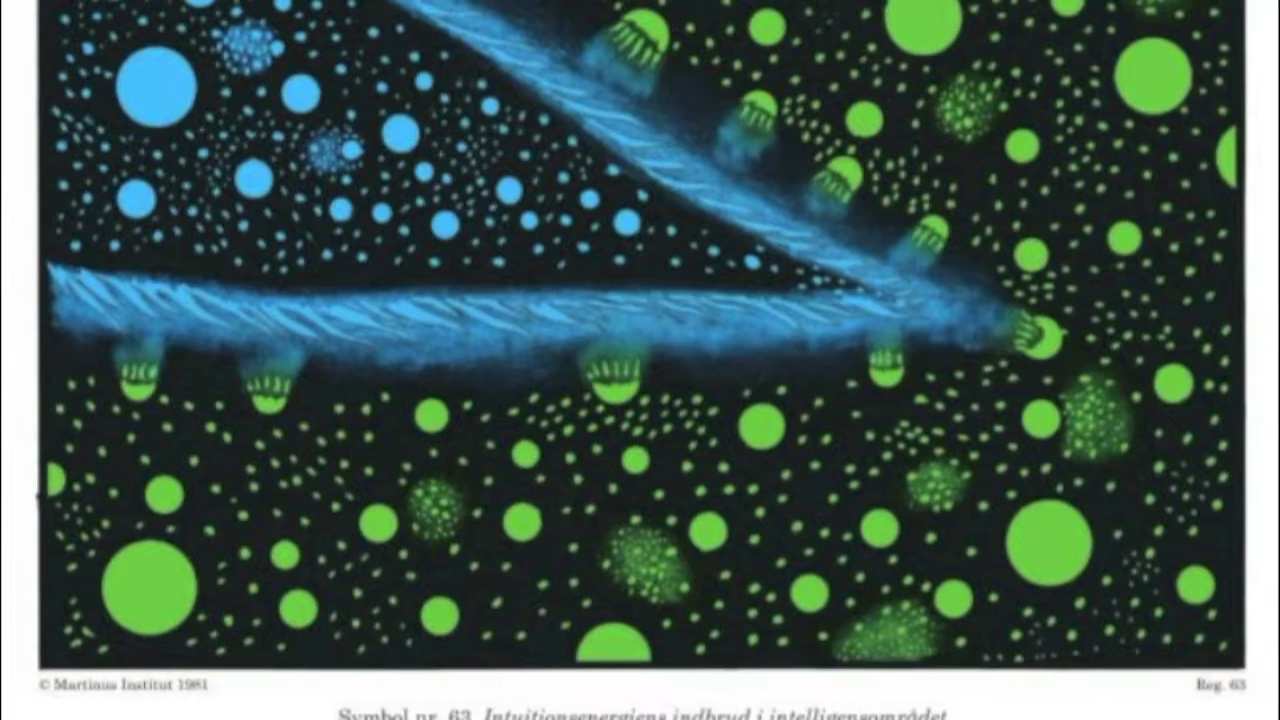 © Martinus Institut 1981
Reg. 63
Symbol nr. 63. Intuitionsenergiens indbrud i intelligensområdet